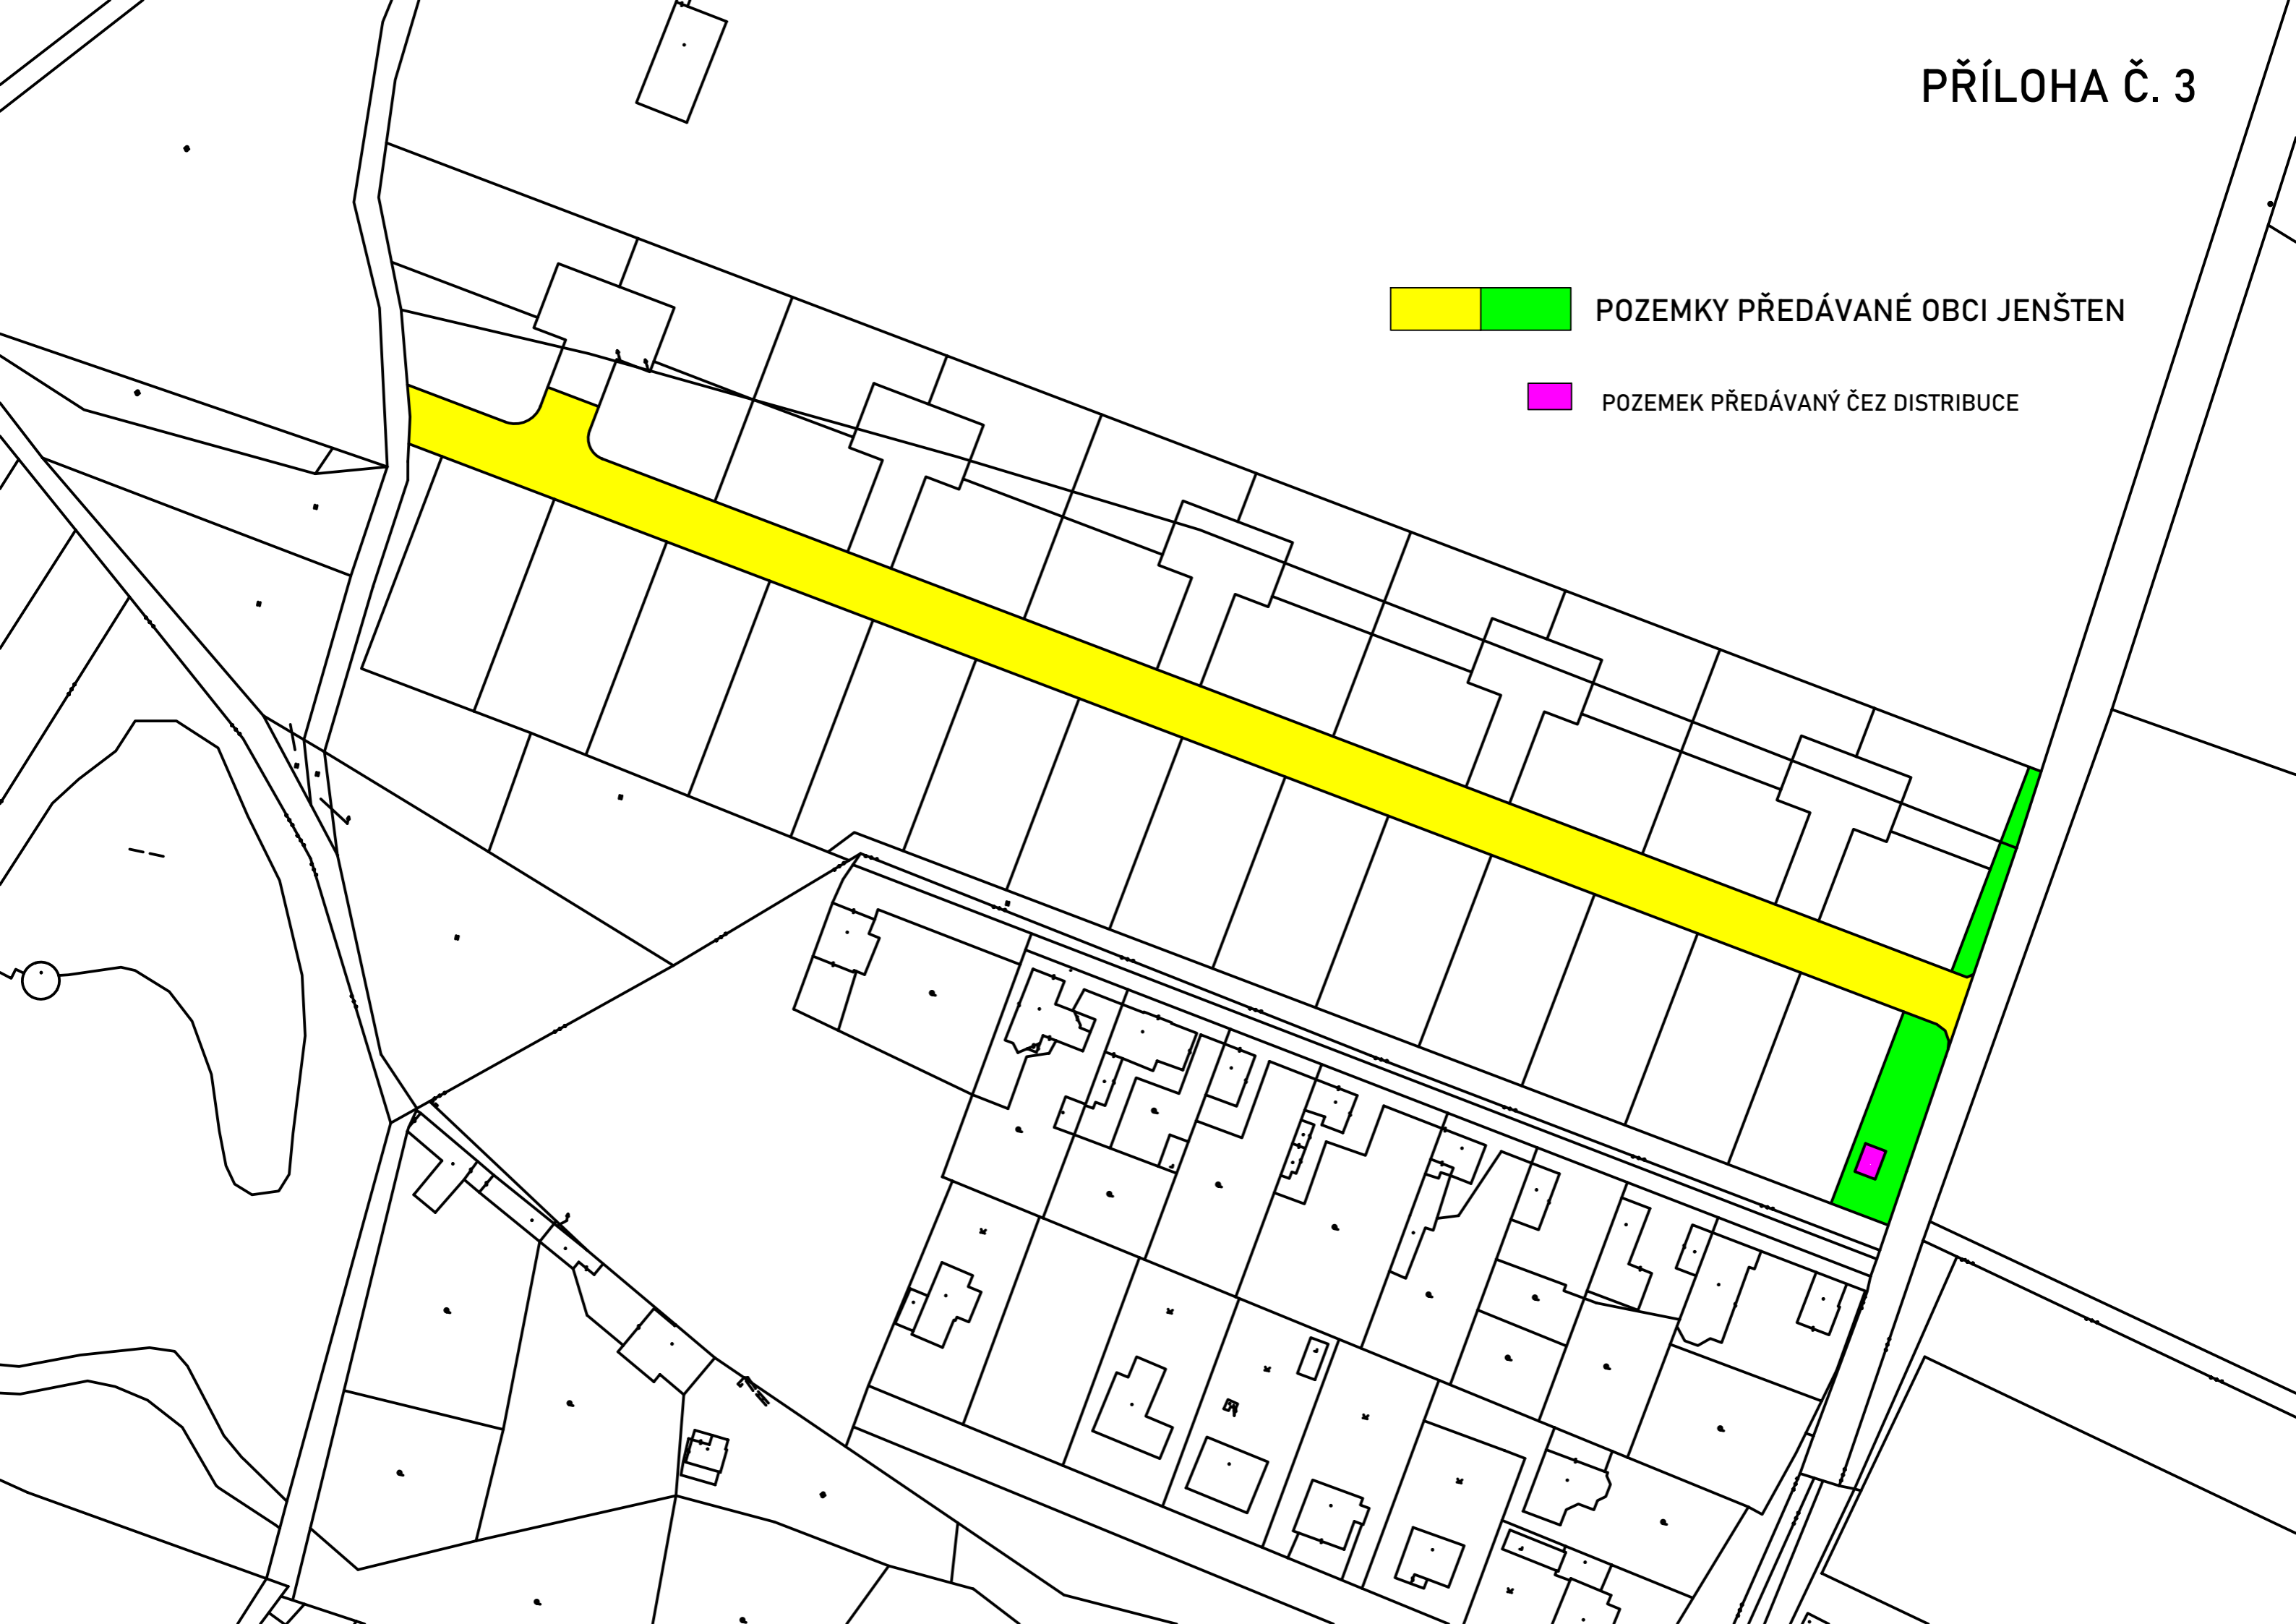 PŘÍLOHA Č. 3
POZEMKY PŘEDÁVANÉ OBCI JENŠTEN
POZEMEK PŘEDÁVANÝ ČEZ DISTRIBUCE